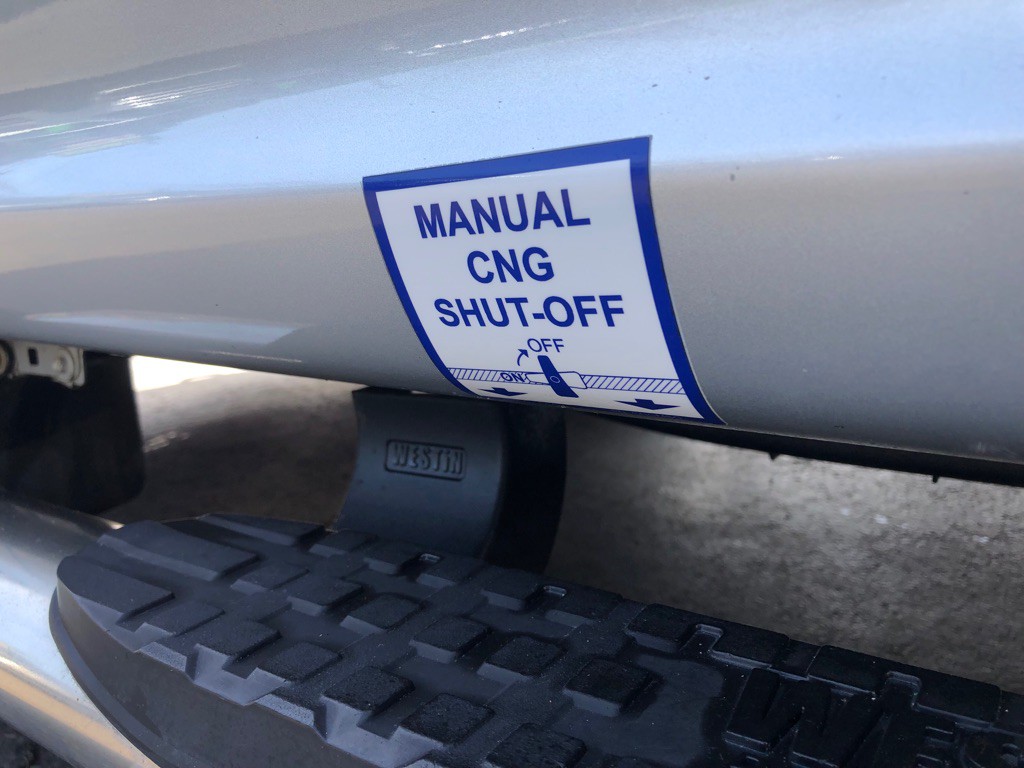 MANUAL
CNG
SHUT-OFF
OFF
ON
WESTIN